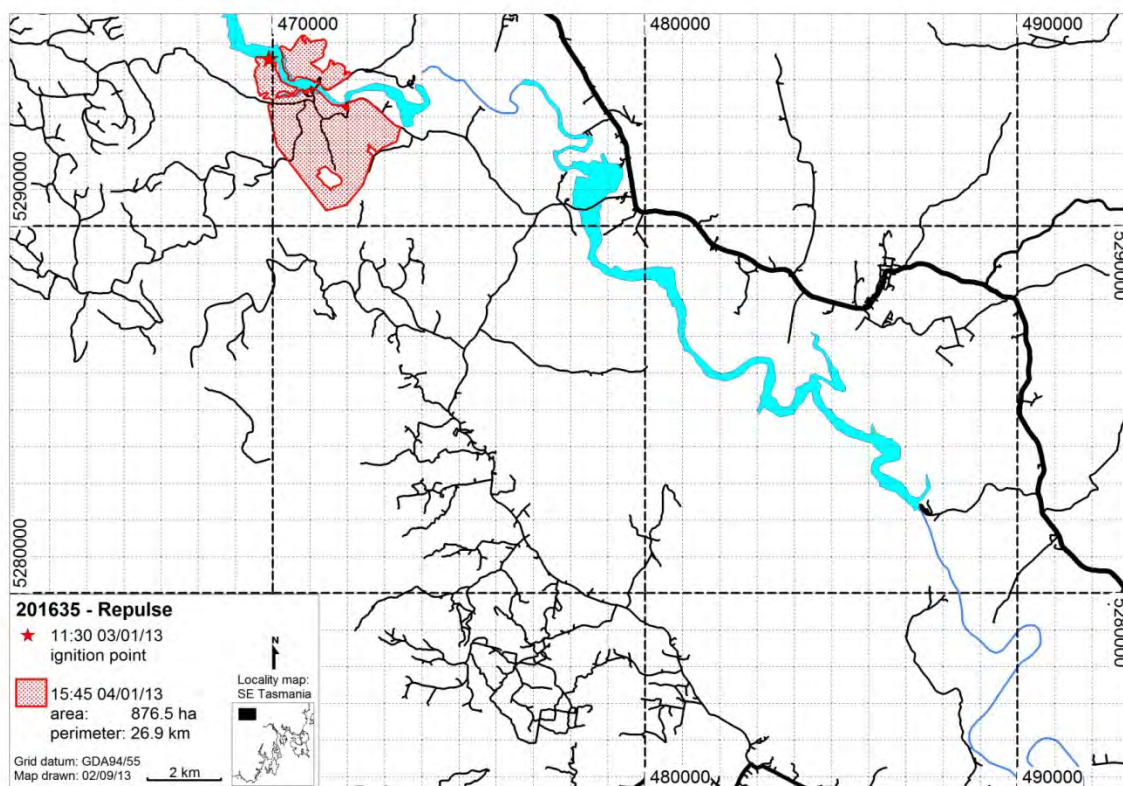 470000
480000
490000
5290000
5290000
5280000
5280000
201635 - Repulse
11:30 03/01/13
ignition point
15:45 04/01/13
area: 876.5 ha
perimeter: 26.9 km
N
Locality map:
SE Tasmania
Grid datum: GDA94/55
Map drawn: 02/09/13
2 km
480000
490000